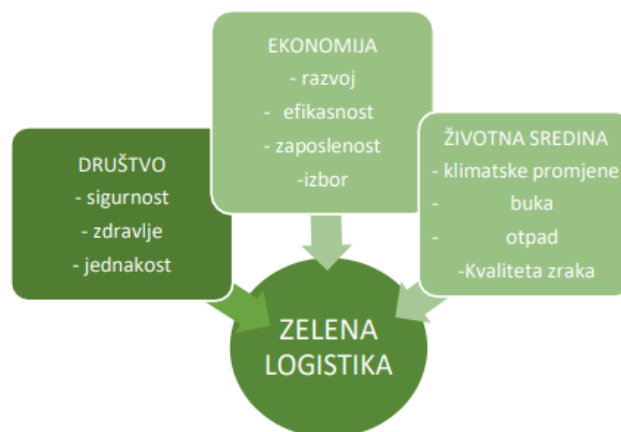 DRUŠTVO
- sigurnost
- zdravlje
- jednakost
EKONOMIJA
- razvoj
- efikasnost
- zaposlenost
-izbor
ŽIVOTNA SREDINA
- klimatske promjene
- buka
- otpad
-Kvaliteta zraka
ZELENA
LOGISTIKA